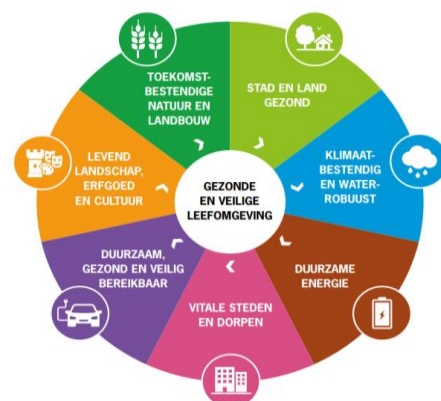 TOEKOMST-
BESTENDIGE
NATUUR EN
LANDBOUW
STAD EN LAND
GEZOND
KLIMAAT-
BESTENDIG
EN WATER-
ROBUUST
DUURZAME
ENERGIE
VITALE STEDEN
EN DORPEN
DUURZAAM,
GEZOND EN VEILIG
BEREIKBAAR
LEVEND
LANDSCHAP,
ERFGOED
EN CULTUUR
GEZONDE
EN VEILIGE
LEEFOMGEVING